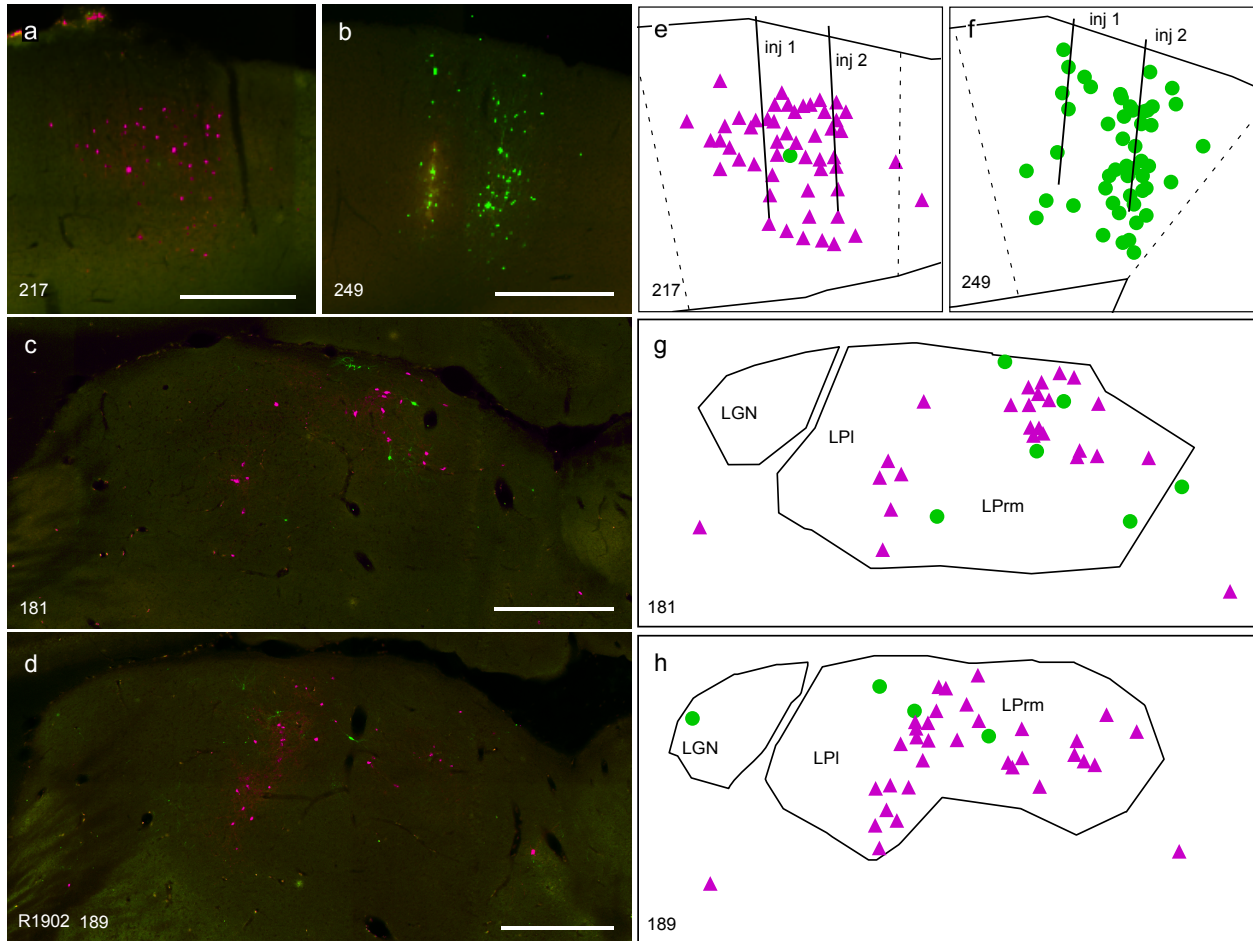 a
217
b
249
e
inj 1
inj 2
217
f
inj 1
inj 2
249
c
181
g
LGN
LPl
LPrm
181
d
R1902 189
h
LGN
LPl
LPrm
189